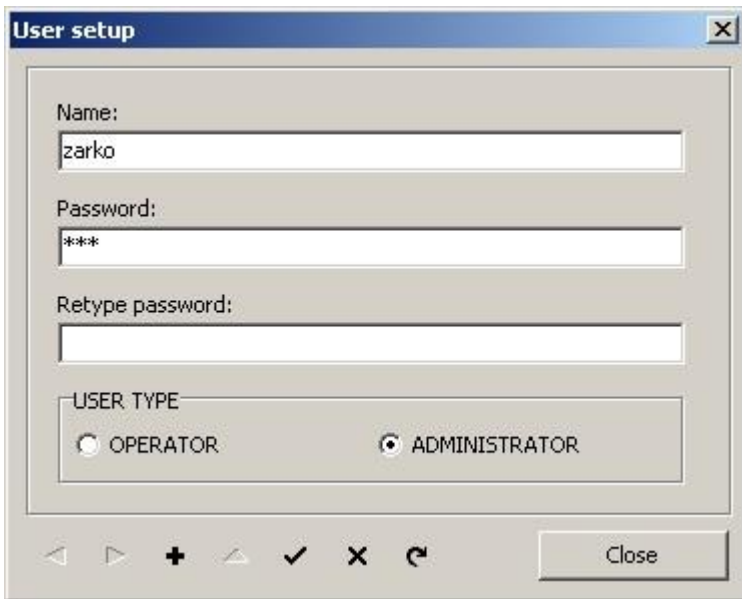 User setup
Name:
zarko
Password:
***
Retype password:
USER TYPE
OPERATOR
ADMINISTRATOR
Close